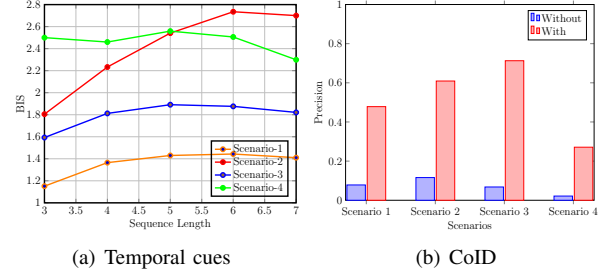 2.8
2.6
2.4
2.2
2
1.8
1.6
1.4
1.2
1
BIS
3 3.5 4 4.5 5 5.5 6 6.5 7
Sequence Length
Scenario-1
Scenario-2
Scenario-3
Scenario-4
(a) Temporal cues
1
0.8
0.6
0.4
0.2
0
Precision
Without
With
Scenario 1 Scenario 2 Scenario 3 Scenario 4
Scenarios
(b) CoID